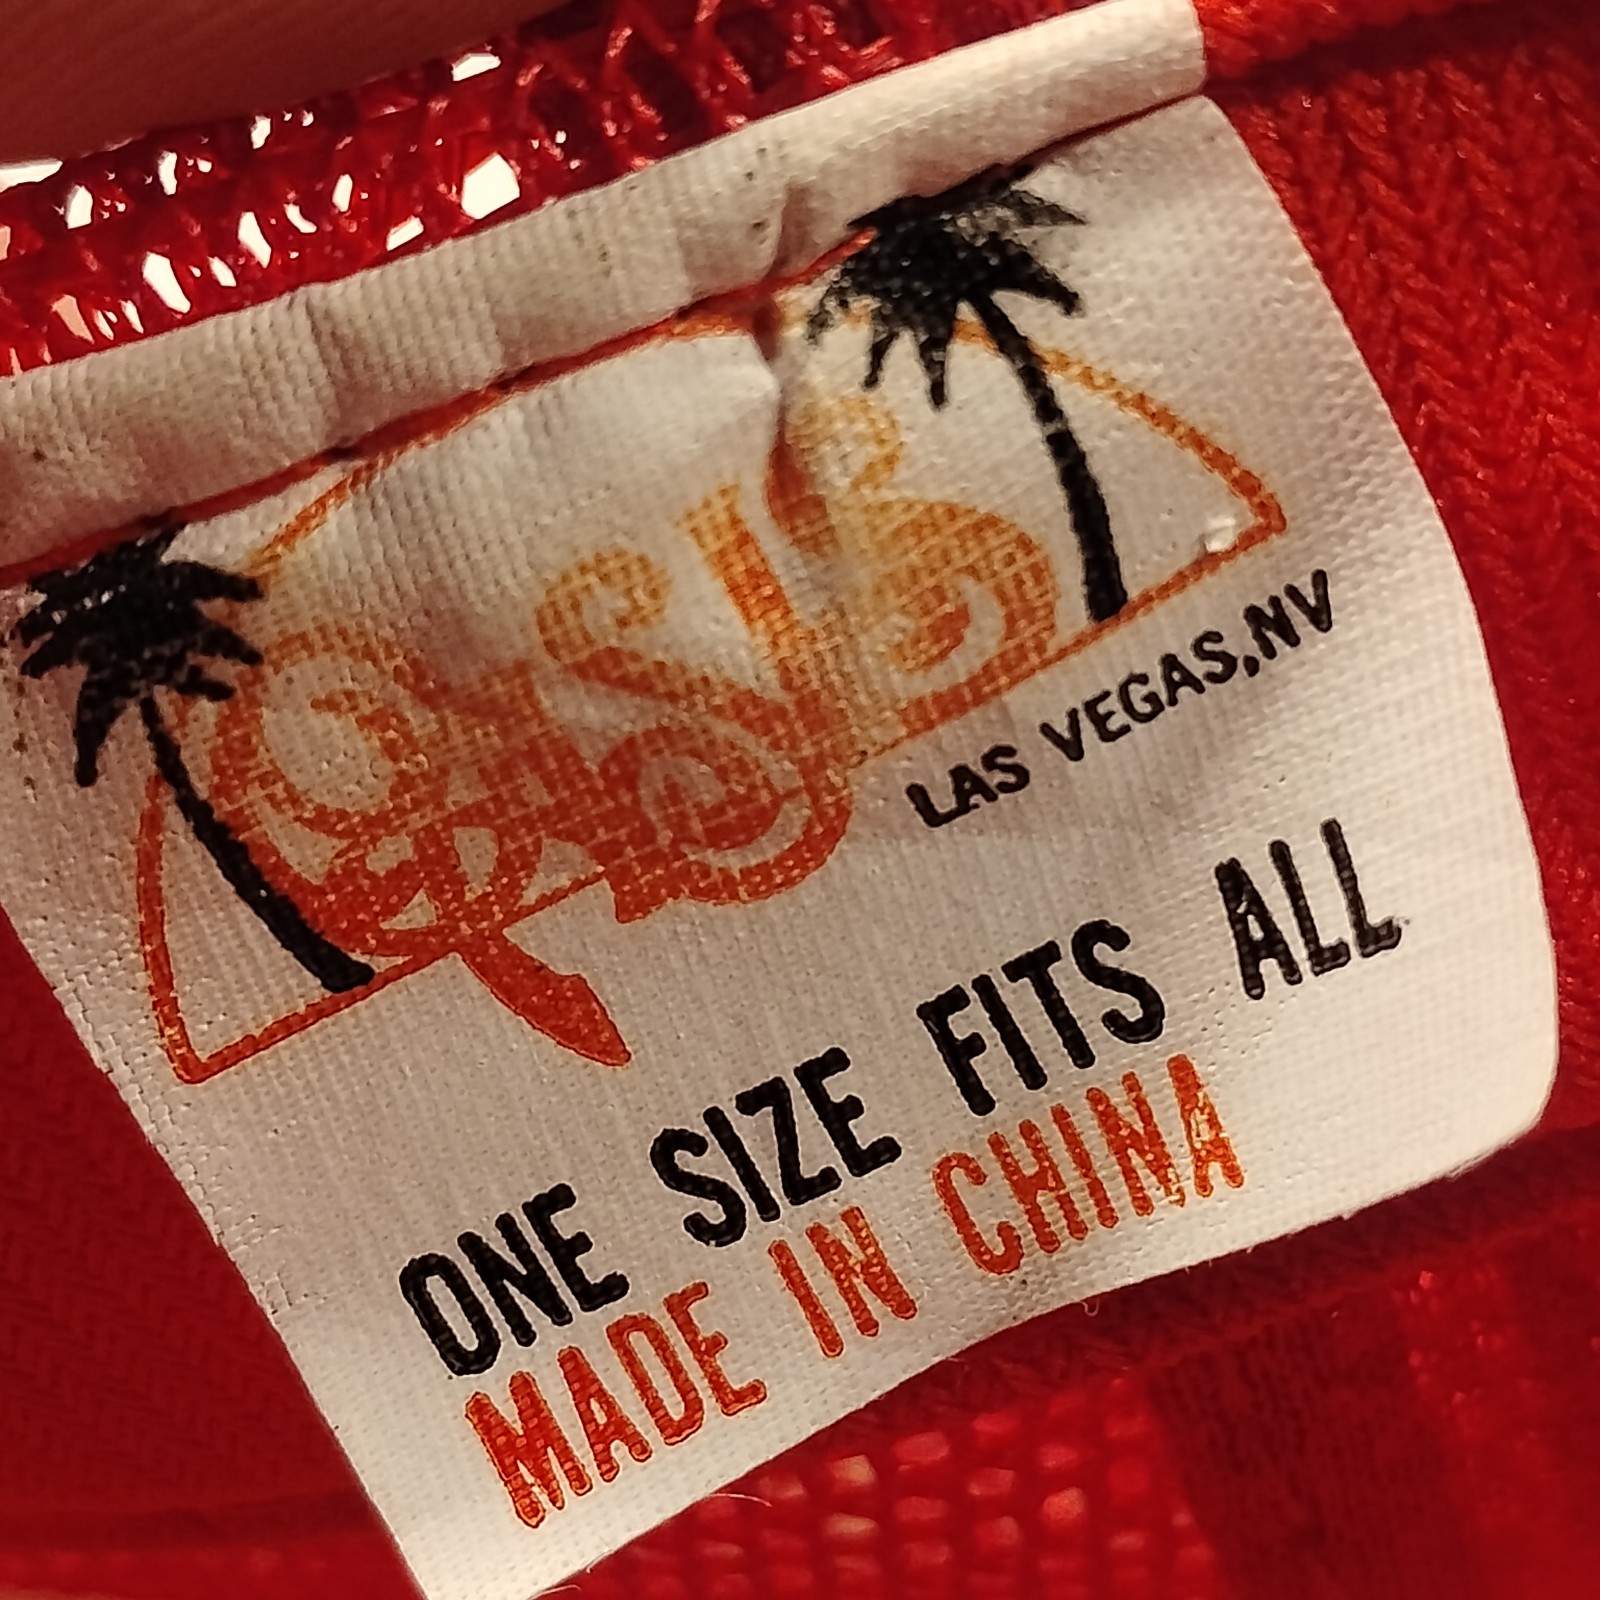 OASIS
LAS VEGAS,NV
ONE SIZE FITS ALL
MADE IN CHINA